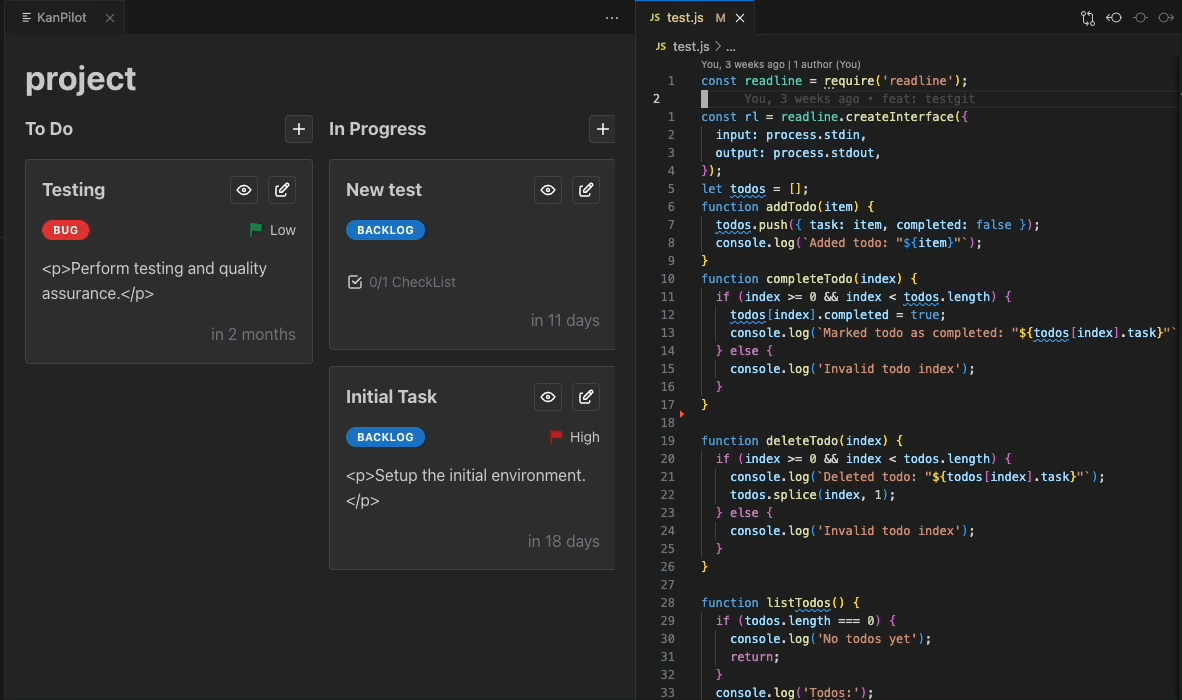 KanPilot
project
To Do
Testing
BUG
Low
<p>Perform testing and quality
assurance.</p>
in 2 months
In Progress
New test
BACKLOG
0/1 CheckList
in 11 days
Initial Task
BACKLOG
High
<p>Setup the initial environment.
</p>
in 18 days
JS test.js M
JS test.js > ...
You, 3 weeks ago | 1 author (You)
1 const readline = require('readline');
2 You, 3 weeks ago • feat: testgit
1 const rl = readline.createInterface({
2 input: process.stdin,
3 output: process.stdout,
4 });
5 let todos = [];
6 function addTodo(item) {
7 todos.push({ task: item, completed: false });
8 console.log(`Added todo: "${item}"`);
9 }
10 function completeTodo(index) {
11 if (index >= 0 && index < todos.length) {
12 todos[index].completed = true;
13 console.log(`Marked todo as completed: "${todos[index].task}"`
14 } else {
15 console.log('Invalid todo index');
16 }
17 }
18
19 function deleteTodo(index) {
20 if (index >= 0 && index < todos.length) {
21 console.log(`Deleted todo: "${todos[index].task}"`);
22 todos.splice(index, 1);
23 } else {
24 console.log('Invalid todo index');
25 }
26 }
27
28 function listTodos() {
29 if (todos.length === 0) {
30 console.log('No todos yet');
31 return;
32 }
33 console.log('Todos:');